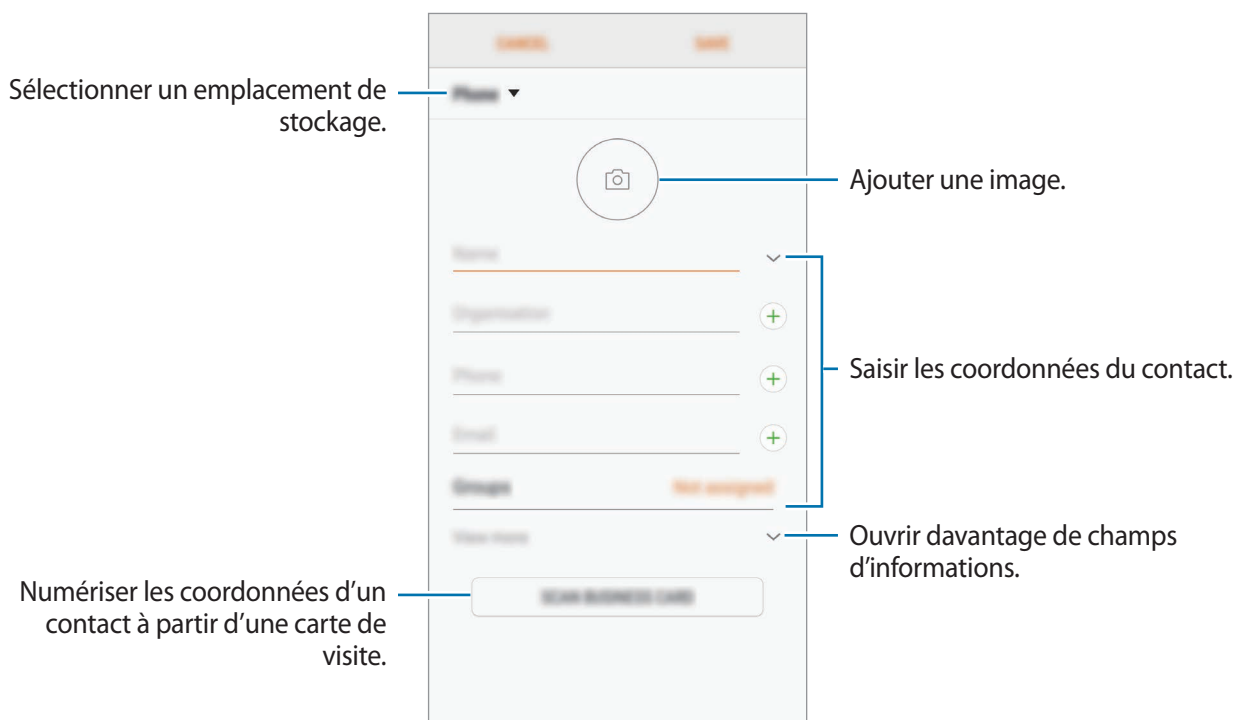 CANCEL
SAVE
Sélectionner un emplacement de
stockage.
Phone
Ajouter une image.
Name
Organisation
Phone
Saisir les coordonnées du contact.
Email
Groups
Not assigned
View more
Ouvrir davantage de champs
d’informations.
Numériser les coordonnées d’un
contact à partir d’une carte de
visite.
SCAN BUSINESS CARD